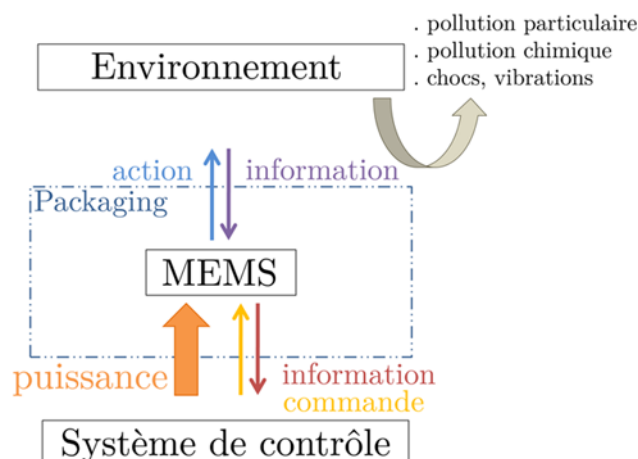 . pollution particulaire
. pollution chimique
. chocs, vibrations
Environnement
action
information
Packaging
MEMS
puissance
information
commande
Système de contrôle